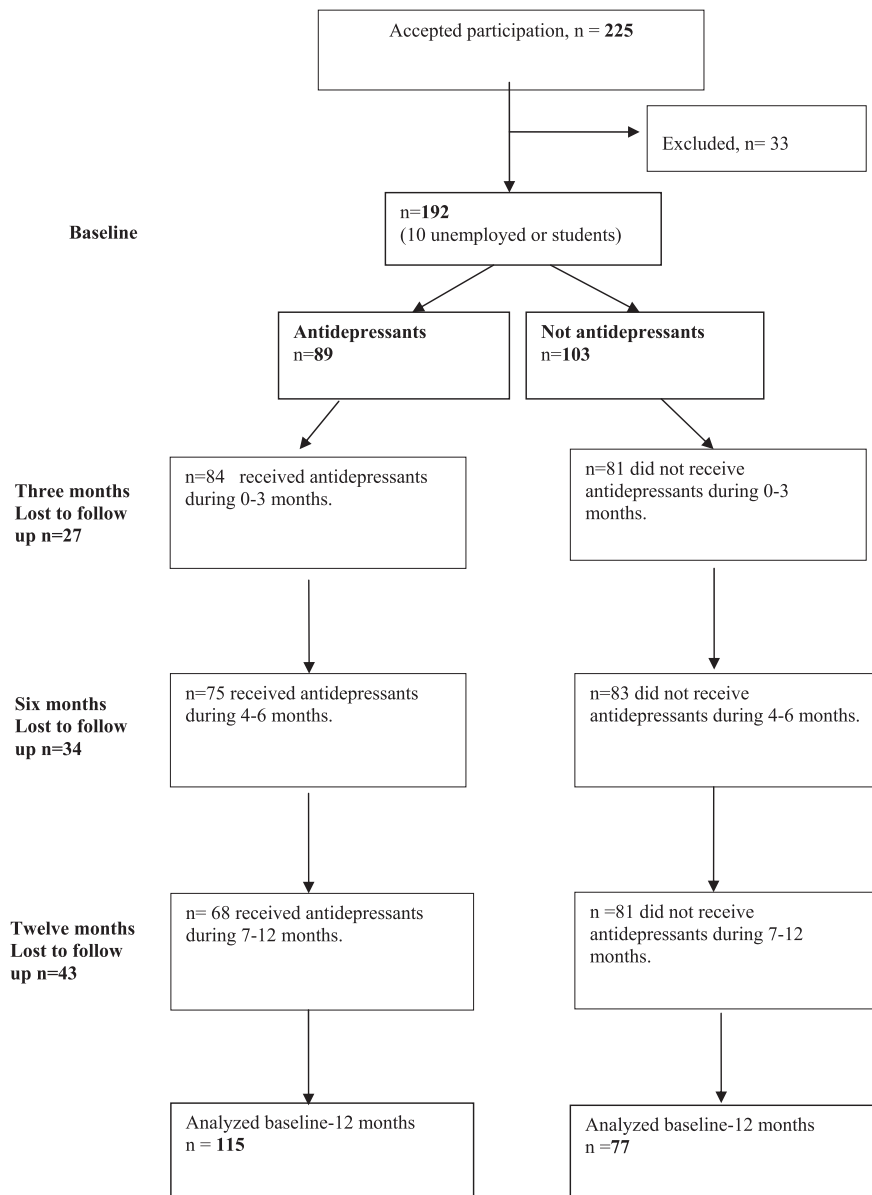 Accepted participation, n = 225
Excluded, n= 33
Baseline
n=192
(10 unemployed or students)
Antidepressants
n=89
Not antidepressants
n=103
Three months
Lost to follow
up n=27
n=84 received antidepressants
during 0-3 months.
n=81 did not receive
antidepressants during 0-3
months.
Six months
Lost to follow
up n=34
n=75 received antidepressants
during 4-6 months.
n=83 did not receive
antidepressants during 4-6 months.
Twelve months
Lost to follow
up n=43
n= 68 received antidepressants
during 7-12 months.
n =81 did not receive
antidepressants during 7-12
months.
Analyzed baseline-12 months
n = 115
Analyzed baseline-12 months
n =77